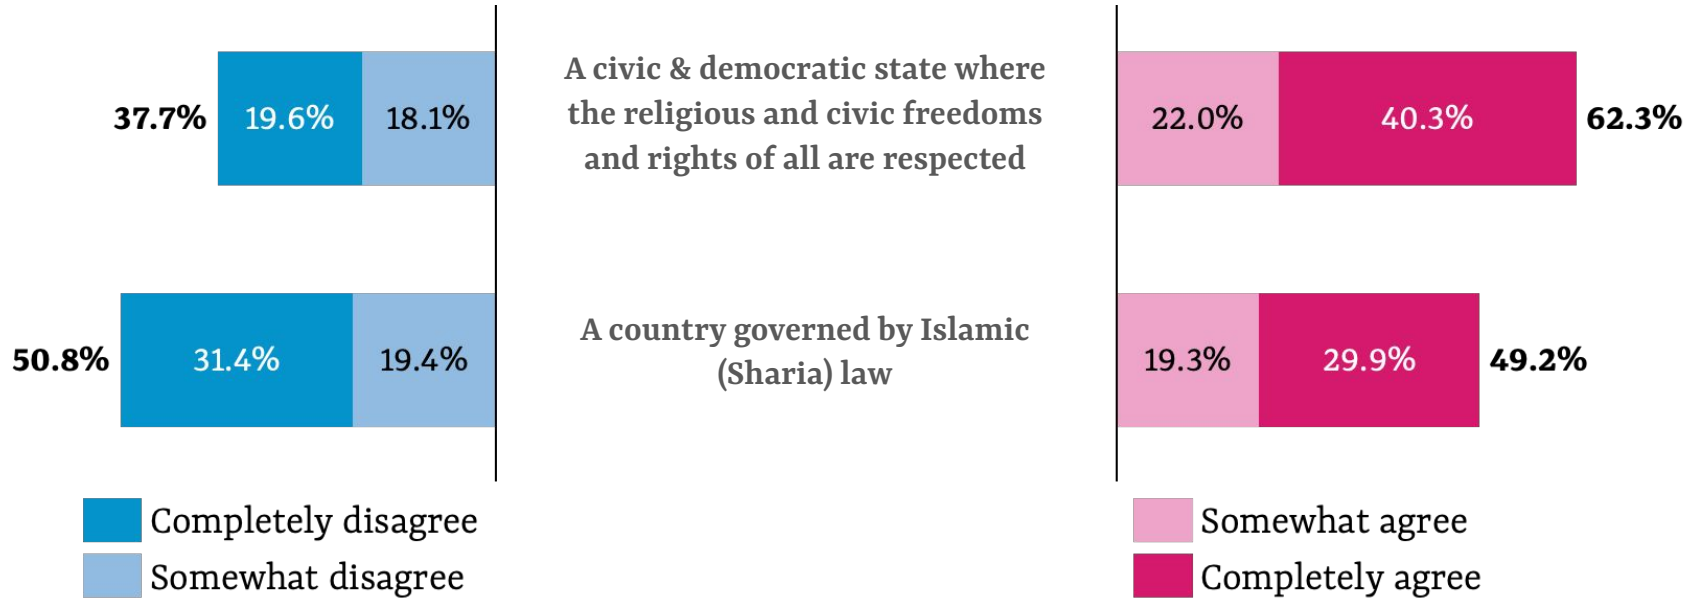 A civic & democratic state where
the religious and civic freedoms
and rights of all are respected
37.7%
19.6%
18.1%
22.0%
40.3%
62.3%
A country governed by Islamic
(Sharia) law
50.8%
31.4%
19.4%
19.3%
29.9%
49.2%
Completely disagree
Somewhat disagree
Somewhat agree
Completely agree